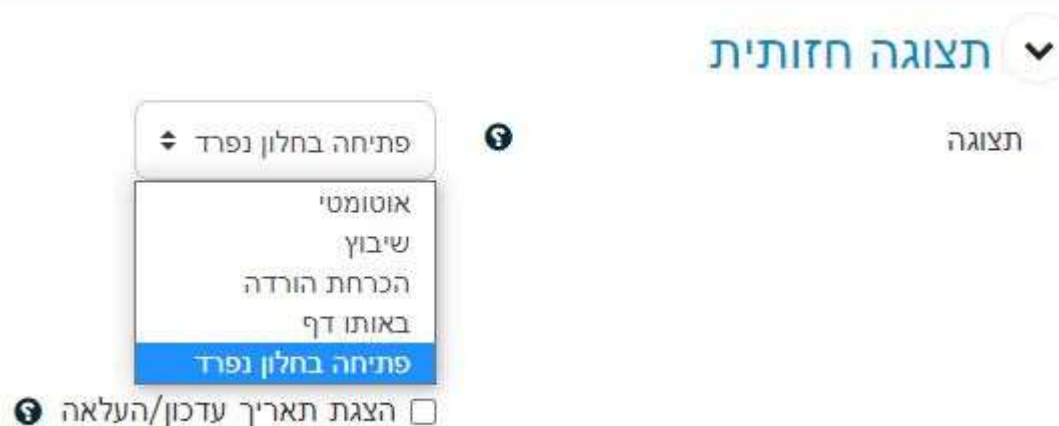 תצוגה חזותית
תצוגה
פתיחה בחלון נפרד
אוטומטי
שיבוץ
הכרחת הורדה
באותו דף
פתיחה בחלון נפרד
הצגת תאריך עדכון/העלאה